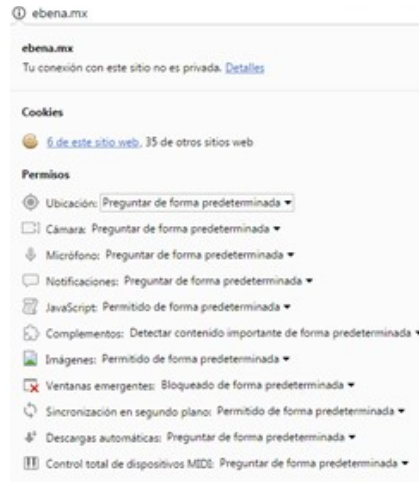 ebena.mx
ebena.mx
Tu conexión con este sitio no es privada. Detalles
Cookies
6 de este sitio web, 35 de otros sitios web
Permisos
Ubicación: Preguntar de forma predeterminada
Cámara: Preguntar de forma predeterminada
Micrófono: Preguntar de forma predeterminada
Notificaciones: Preguntar de forma predeterminada
JavaScript: Permitido de forma predeterminada
Complementos: Detectar contenido importante de forma predeterminada
Imágenes: Permitido de forma predeterminada
Ventanas emergentes: Bloqueado de forma predeterminada
Sincronización en segundo plano: Permitido de forma predeterminada
Descargas automáticas: Preguntar de forma predeterminada
Control total de dispositivos MIDI: Preguntar de forma predeterminada